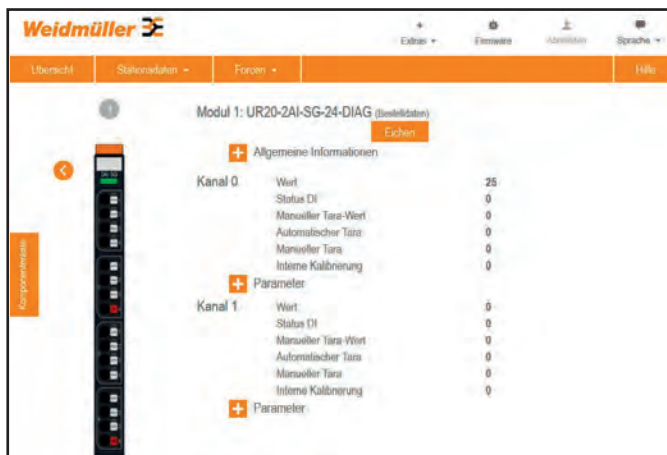 Weidmüller
Extras
Firmware
Abmelden
Sprache
Übersicht
Stationsdaten
Forcen
Hilfe
1
Modul 1: UR20-2AI-SG-24-DIAG (Bestelldaten)
Eichen
Allgemeine Informationen
Kanal 0
Wert 25
Status DI 0
Manueller Tara-Wert 0
Automatischer Tara 0
Manueller Tara 0
Interne Kalibrierung 0
Parameter
Kanal 1
Wert 0
Status DI 0
Manueller Tara-Wert 0
Automatischer Tara 0
Manueller Tara 0
Interne Kalibrierung 0
Parameter